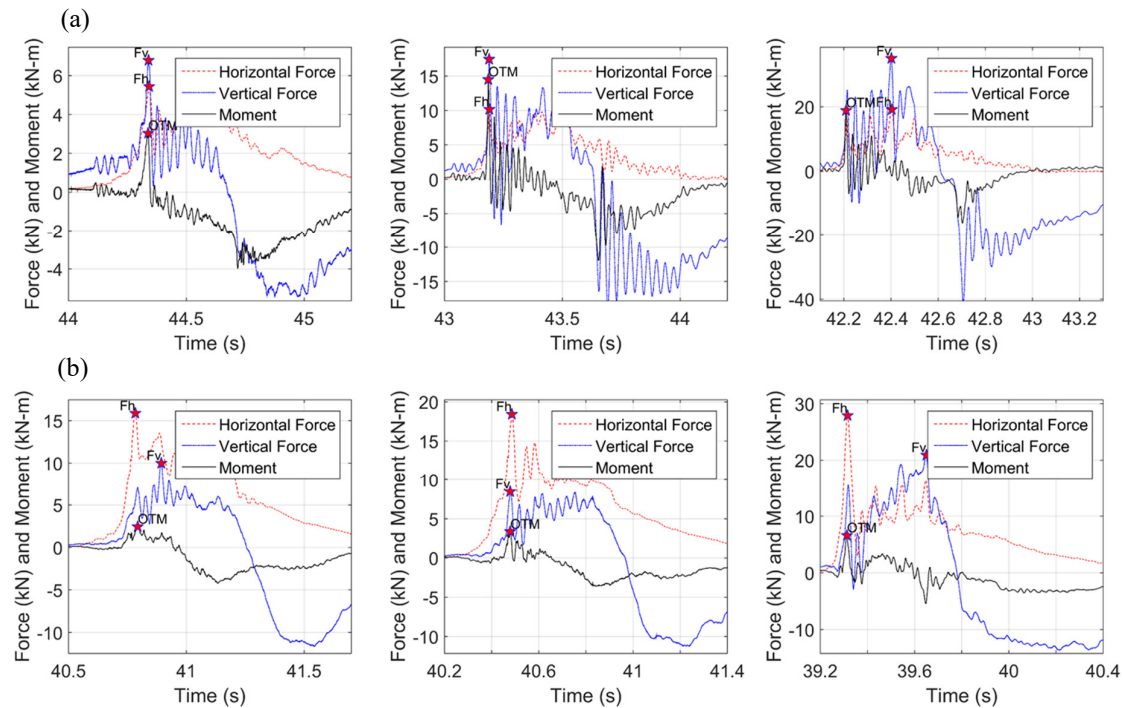 (a)
Force (kN) and Moment (kN-m)
6
4
2
0
-2
-4
44
44.5
45
Time (s)
Fv
Fh
OTM
Horizontal Force
Vertical Force
Moment
Force (kN) and Moment (kN-m)
15
10
5
0
-5
-10
-15
43
43.5
44
Time (s)
Fv
OTM
Fh
Horizontal Force
Vertical Force
Moment
Force (kN) and Moment (kN-m)
20
0
-20
-40
42.2
42.4
42.6
42.8
43
43.2
Time (s)
Fv
OTM
Fh
Horizontal Force
Vertical Force
Moment
(b)
Force (kN) and Moment (kN-m)
15
10
5
0
-5
-10
40.5
41
41.5
Time (s)
Fh
Fv
OTM
Horizontal Force
Vertical Force
Moment
Force (kN) and Moment (kN-m)
20
15
10
5
0
-5
-10
40.2
40.6
41
41.4
Time (s)
Fh
Fv
OTM
Horizontal Force
Vertical Force
Moment
Force (kN) and Moment (kN-m)
30
20
10
0
-10
39.2
39.6
40
40.4
Time (s)
Fh
Fv
OTM
Horizontal Force
Vertical Force
Moment